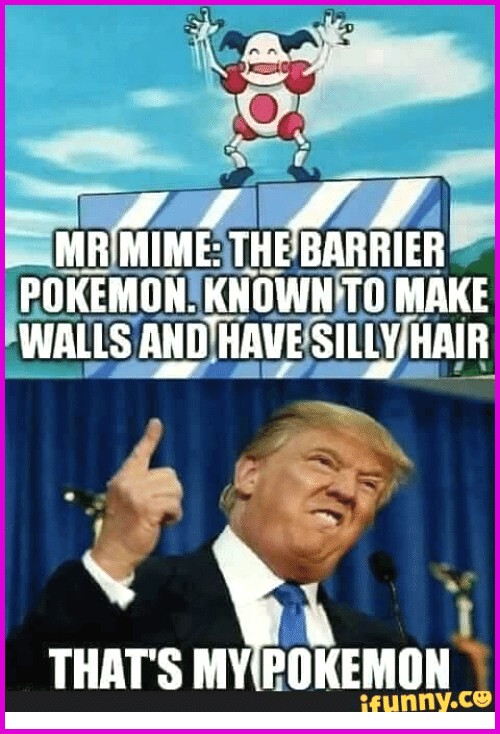 MR MIME: THE BARRIER
POKEMON. KNOWN TO MAKE
WALLS AND HAVE SILLY HAIR
THAT'S MY POKEMON
ifunny.co